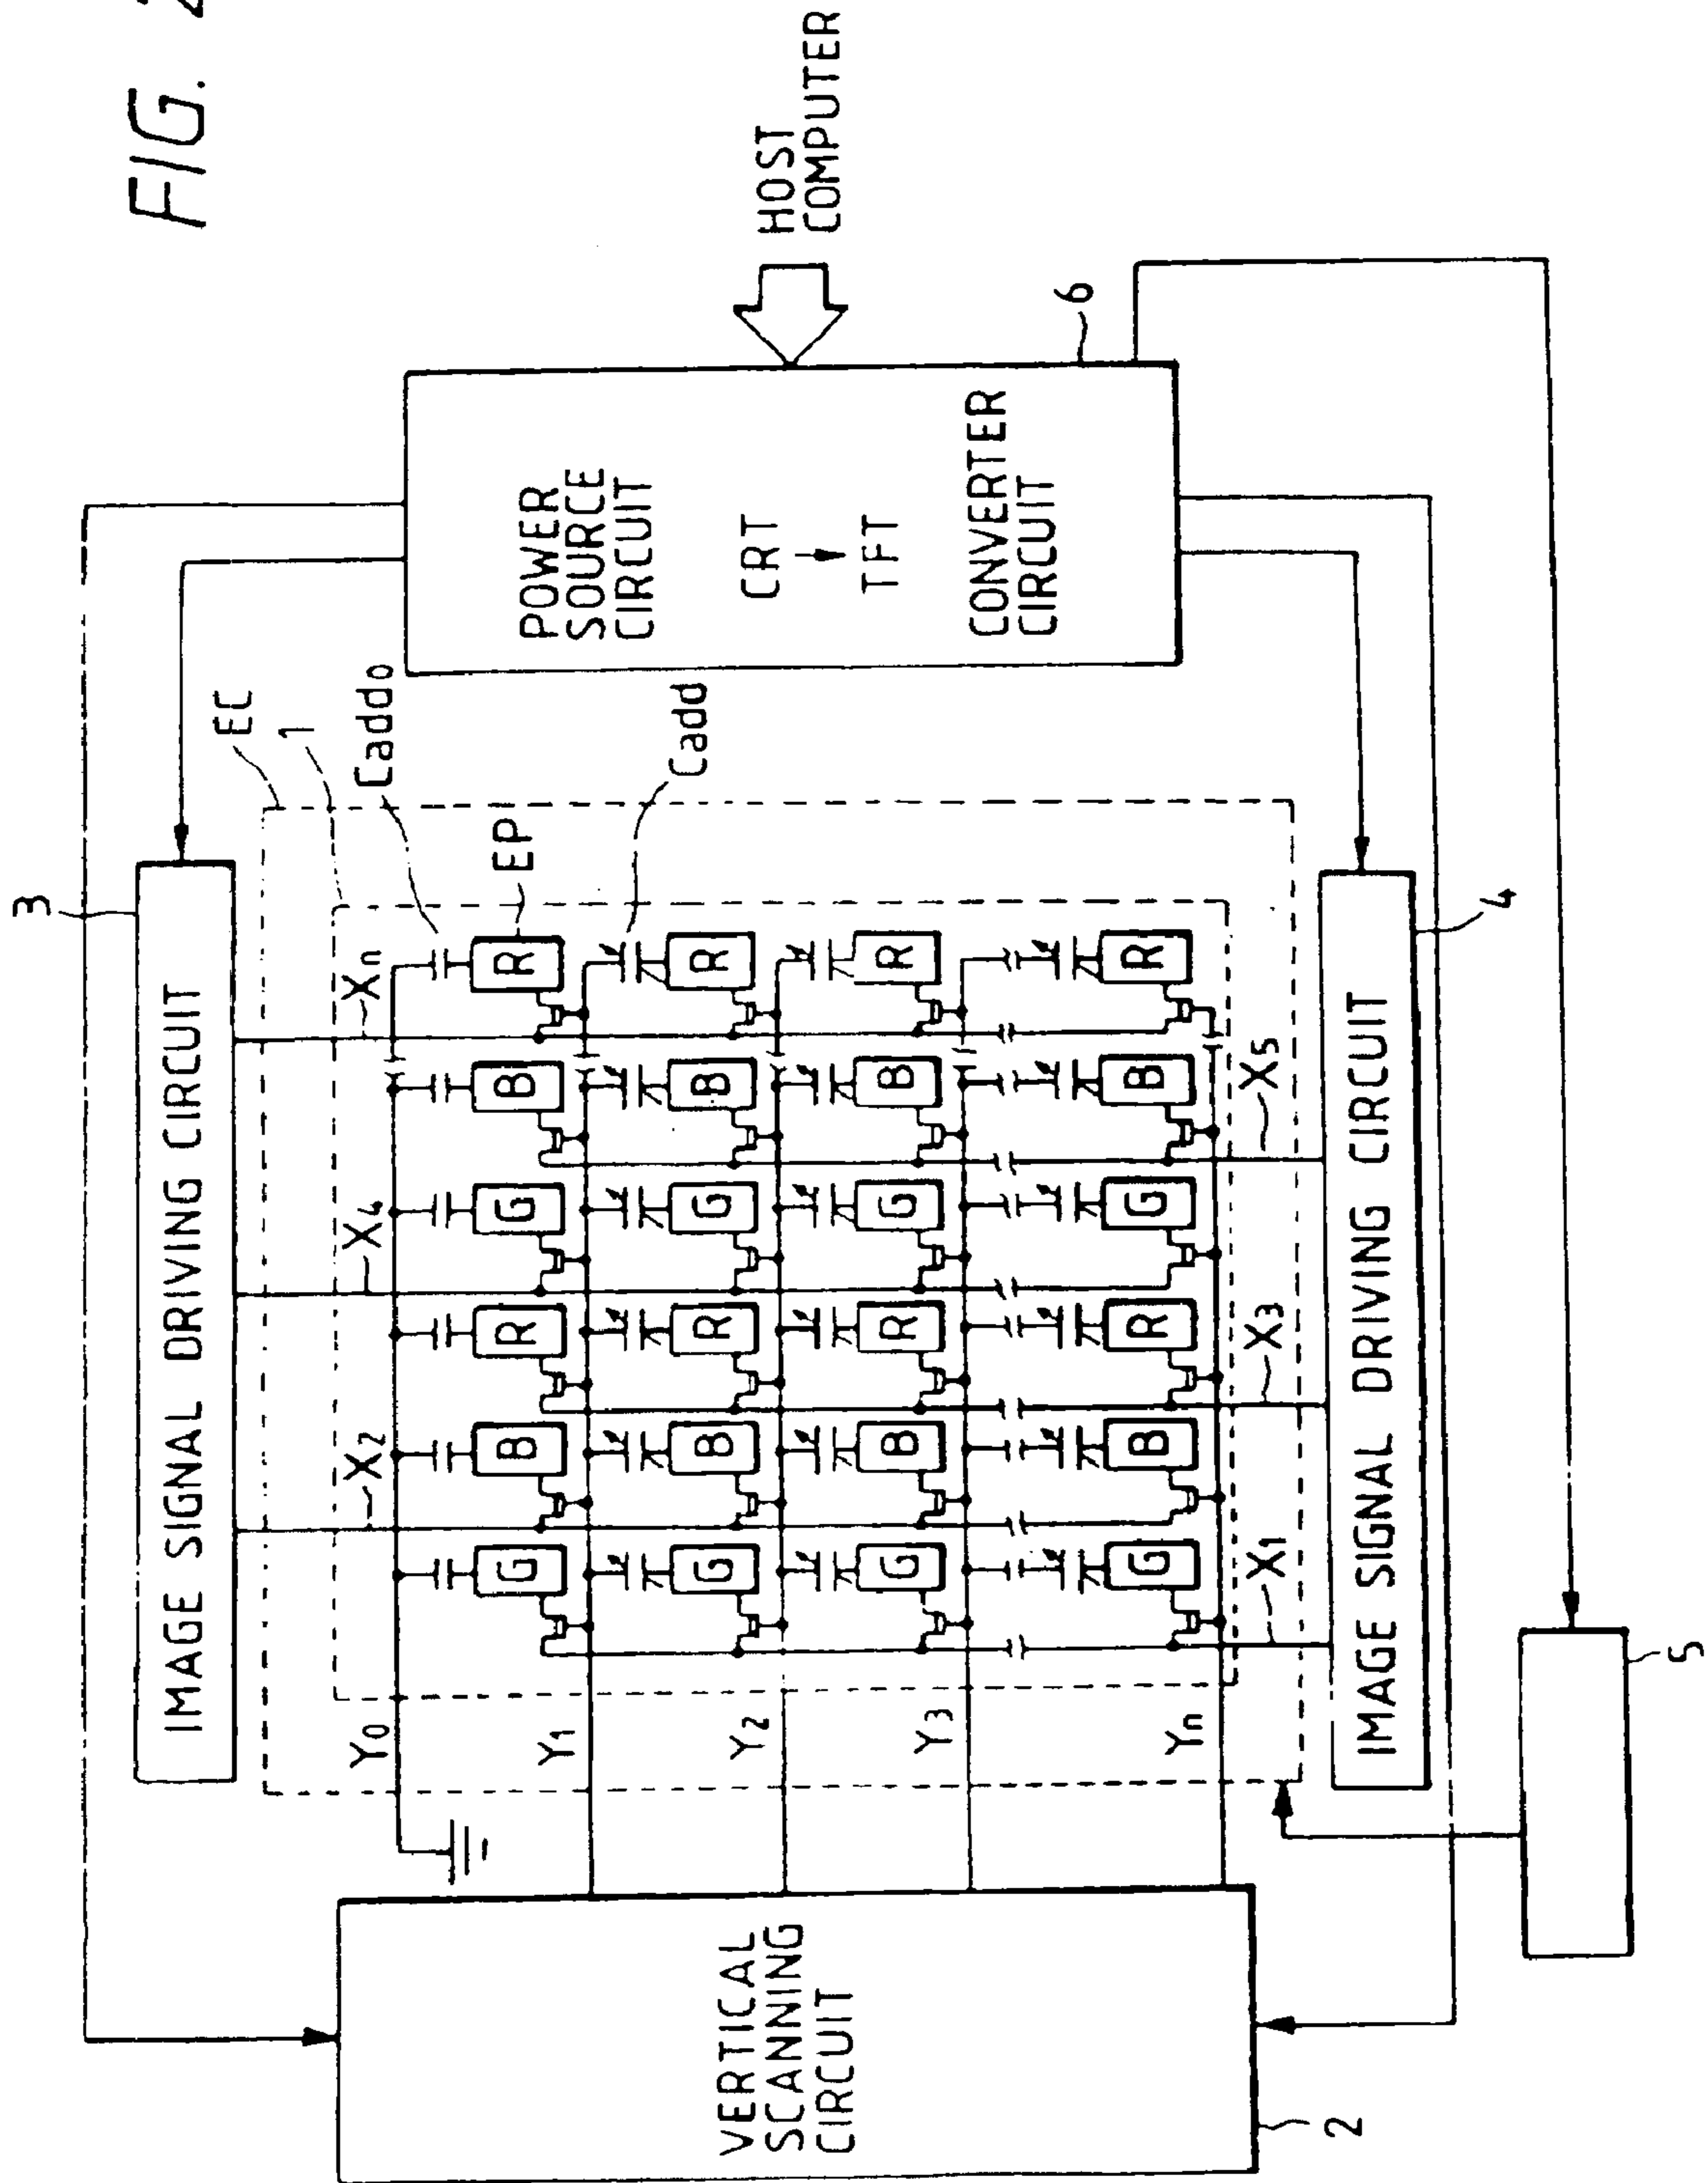 FIG.
3
IMAGE SIGNAL DRIVING CIRCUIT
EC
1
Y0 X2 X4 Xn Cadd0
G B R G B R EP
Y1
Cadd
G B R G B R
Y2
VERTICAL
SCANNING
CIRCUIT
POWER
SOURCE
CIRCUIT
CRT
TFT
CONVERTER
CIRCUIT
HOST
COMPUTER
G B R G B R
Y3
6
G B R G B R
Yn
X1 X3 X5
2
IMAGE SIGNAL DRIVING CIRCUIT
4
5